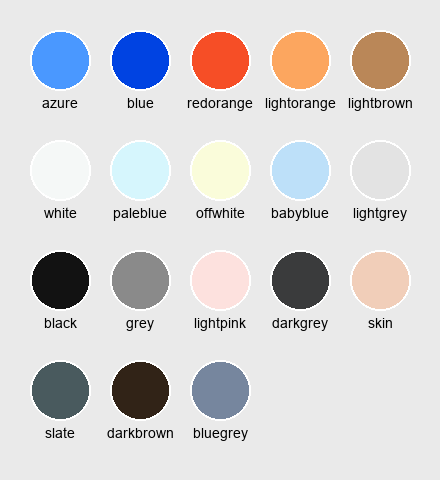 azure blue redorange lightorange lightbrown
white paleblue offwhite babyblue lightgrey
black grey lightpink darkgrey skin
slate darkbrown bluegrey